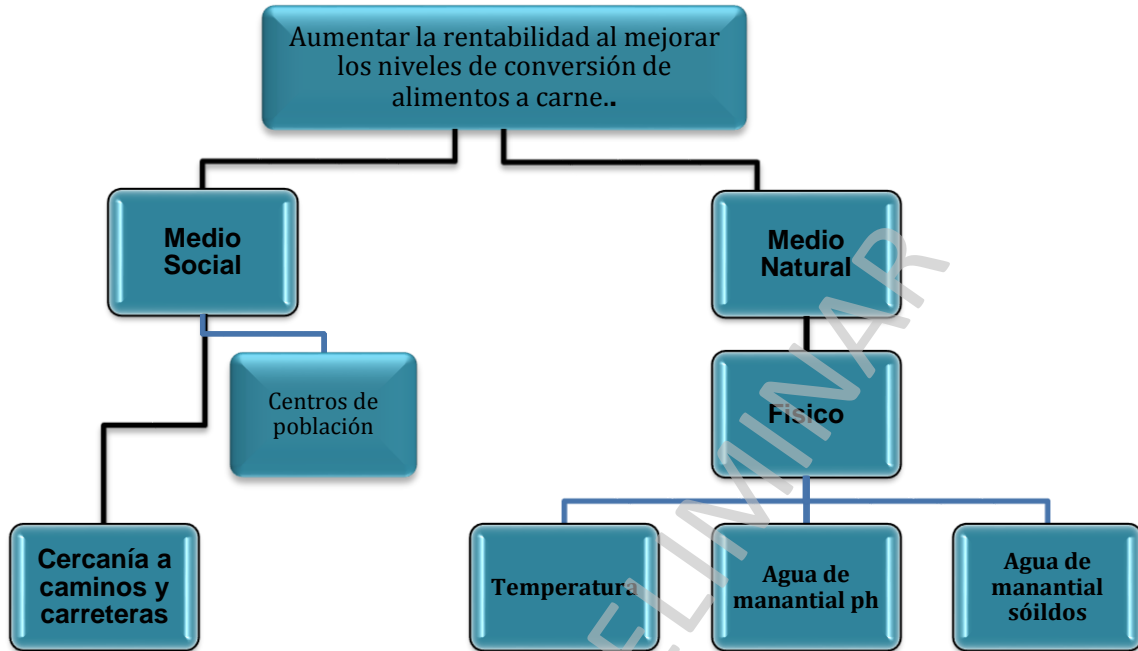 Aumentar la rentabilidad al mejorar
los niveles de conversión de
alimentos a carne..
Medio
Social
Medio
Natural
Centros de
población
Fisico
Cercanía a
caminos y
carreteras
Temperatura
Agua de
manantial ph
Agua de
manantial
sóildos
ELIMINAR